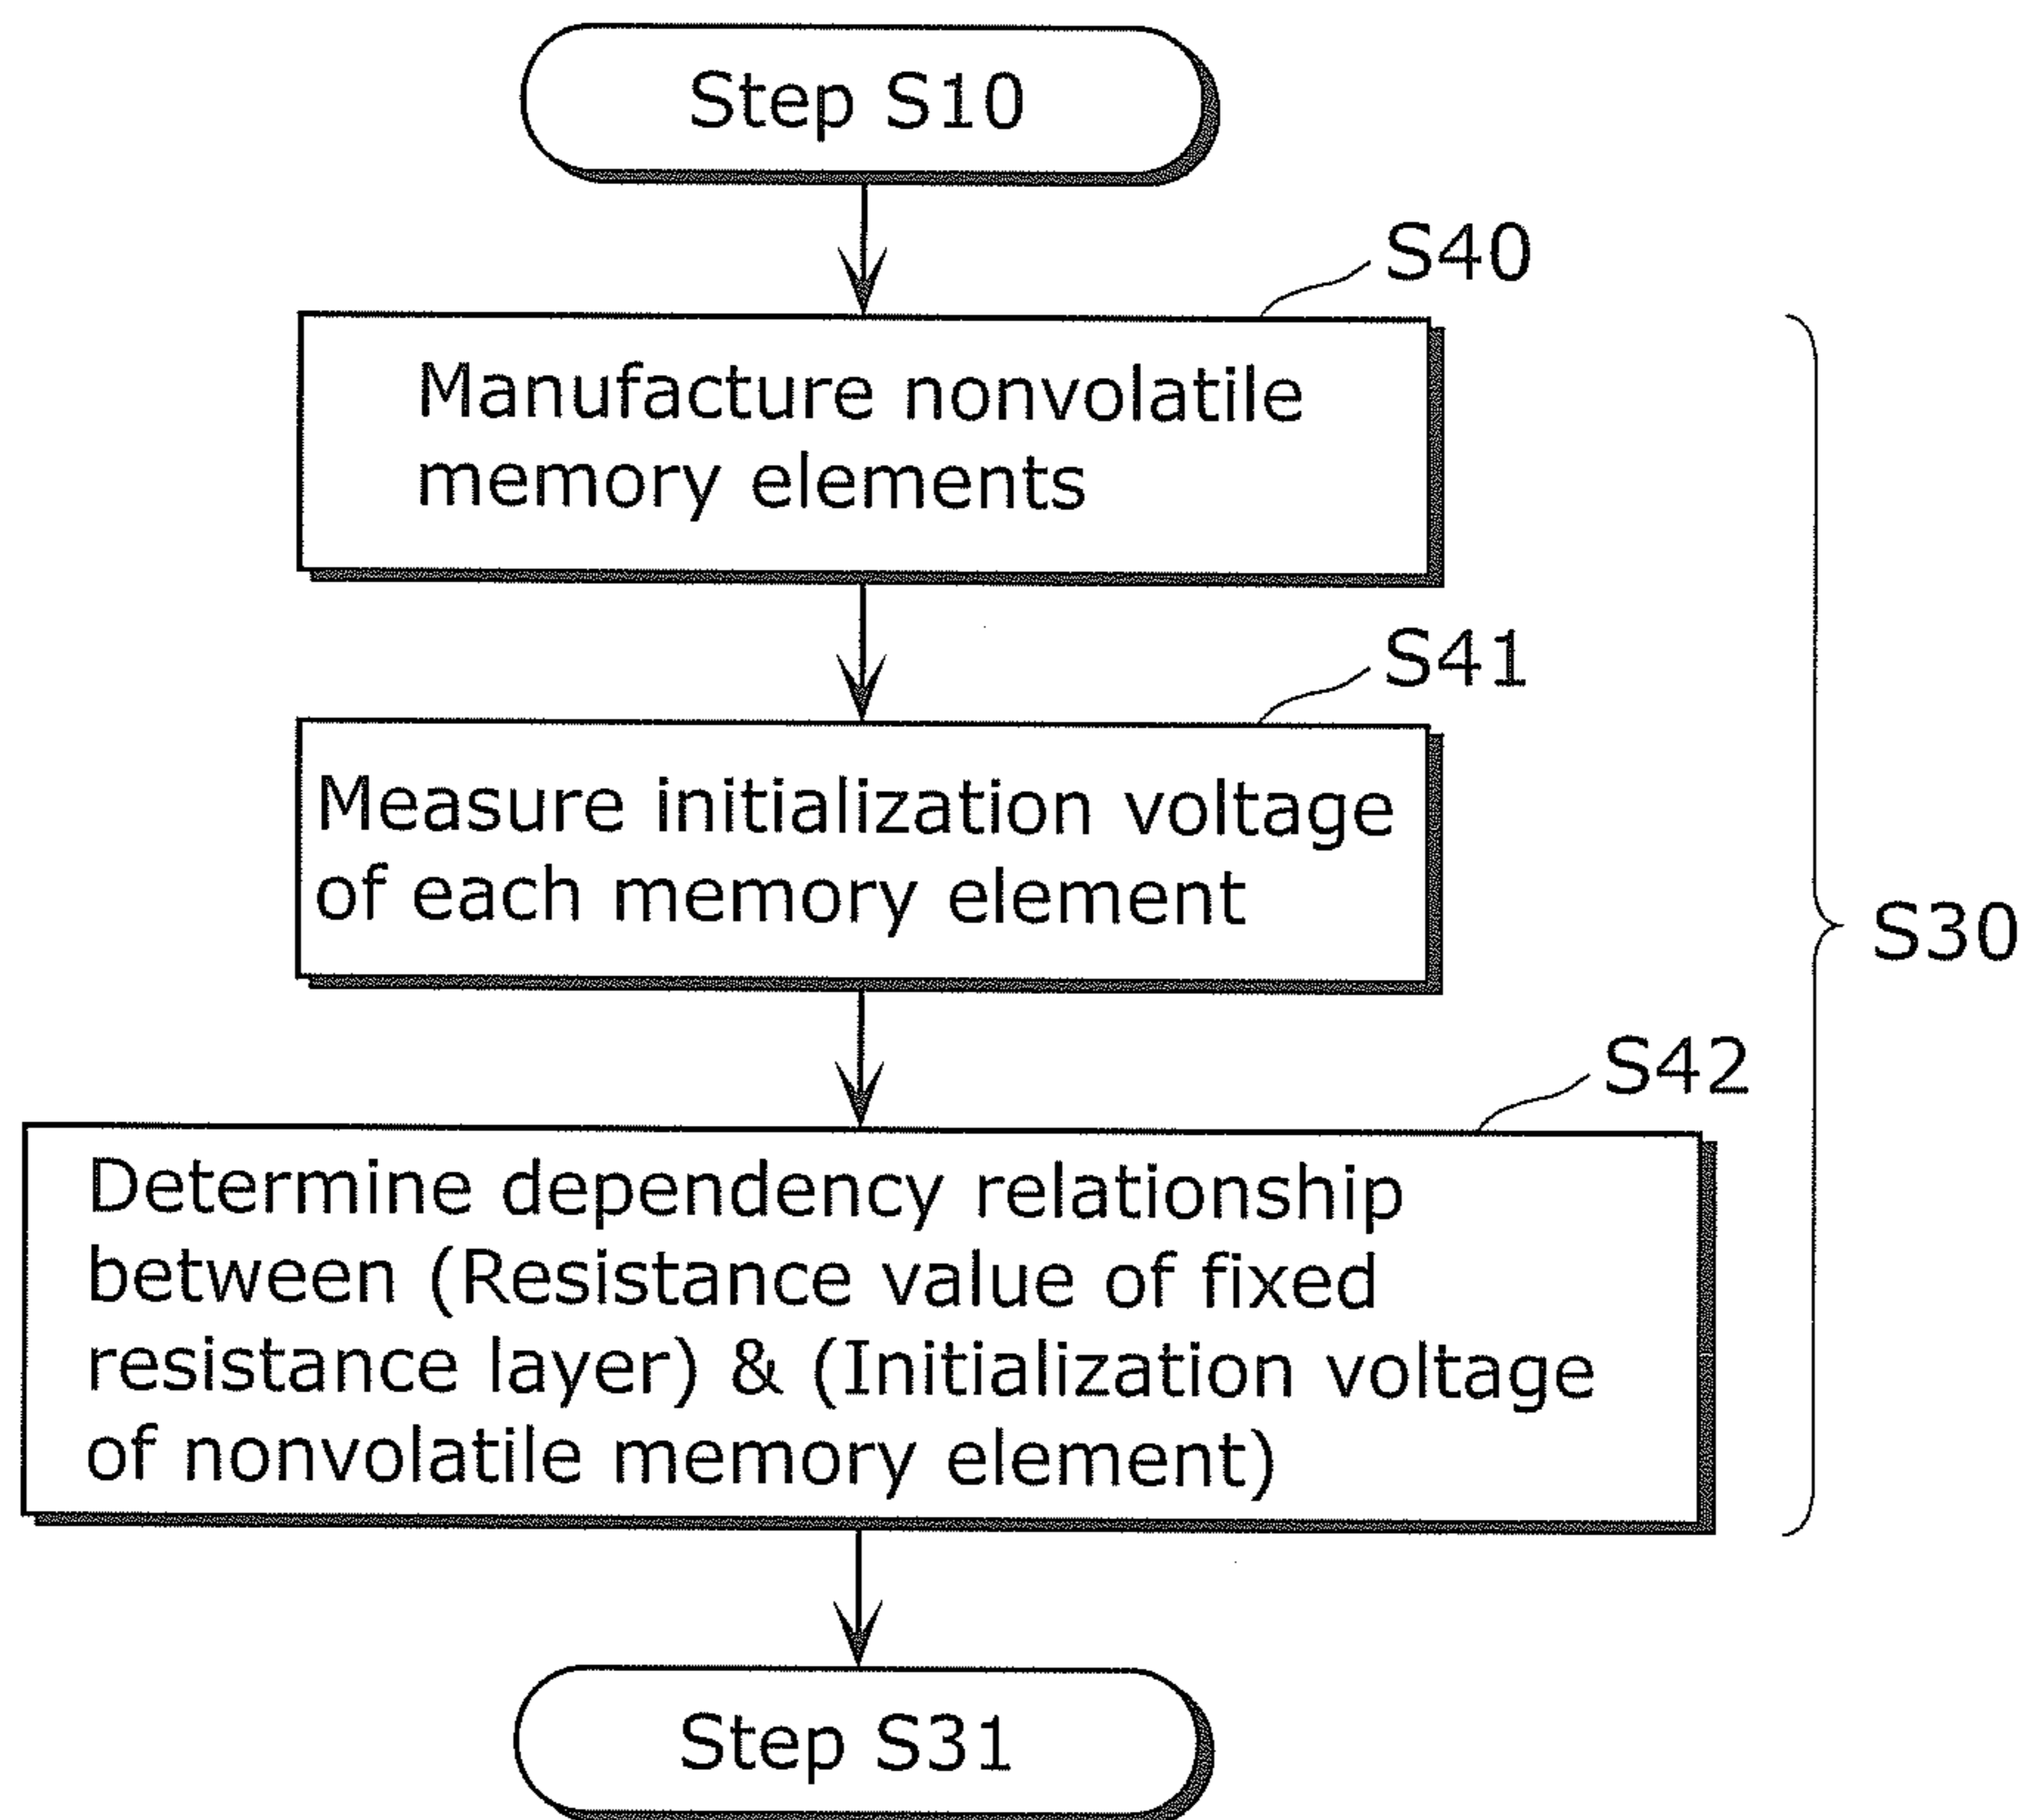 Step S10
S40
Manufacture nonvolatile
memory elements
S41
Measure initialization voltage
of each memory element
S30
S42
Determine dependency relationship
between (Resistance value of fixed
resistance layer) & (Initialization voltage
of nonvolatile memory element)
Step S31